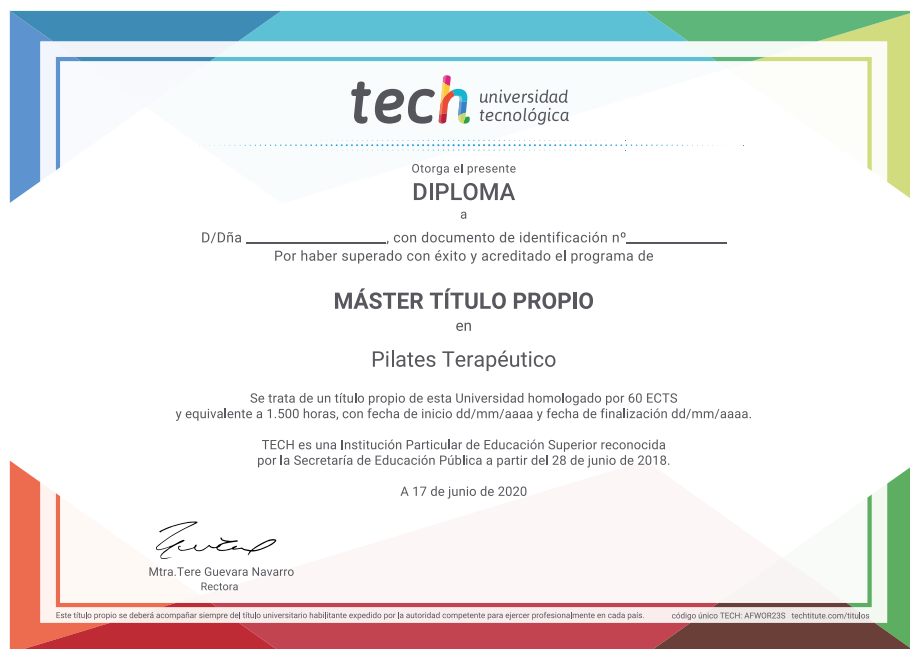 tech universidad
tecnológica
Otorga el presente
DIPLOMA
a
D/Dña ____________, con documento de identificación nº____________
Por haber superado con éxito y acreditado el programa de
MÁSTER TÍTULO PROPIO
en
Pilates Terapéutico
Se trata de un título propio de esta Universidad homologado por 60 ECTS
y equivalente a 1.500 horas, con fecha de inicio dd/mm/aaaa y fecha de finalización dd/mm/aaaa.
TECH es una Institución Particular de Educación Superior reconocida
por la Secretaría de Educación Pública a partir del 28 de junio de 2018.
A 17 de junio de 2020
Mtra.Tere Guevara Navarro
Rectora
Este título propio se deberá acompañar siempre del título universitario habilitante expedido por la autoridad competente para ejercer profesionalmente en cada país. código único TECH: AFWOR23S techtitute.com/titulos